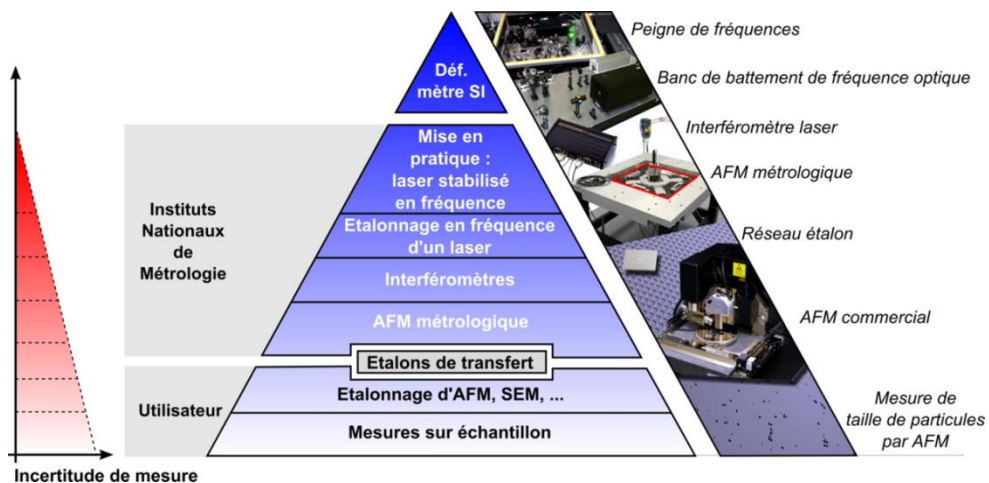 Déf.
mètre SI
Mise en
pratique :
laser stabilisé
en fréquence
Etalonnage en fréquence
d'un laser
Interféromètres
AFM métrologique
Etalons de transfert
Etalonnage d'AFM, SEM, ...
Mesures sur échantillon
Instituts
Nationaux
de
Métrologie
Utilisateur
Incertitude de mesure
Peigne de fréquences
Banc de battement de fréquence optique
Interféromètre laser
AFM métrologique
Réseau étalon
AFM commercial
Mesure de
taille de particules
par AFM